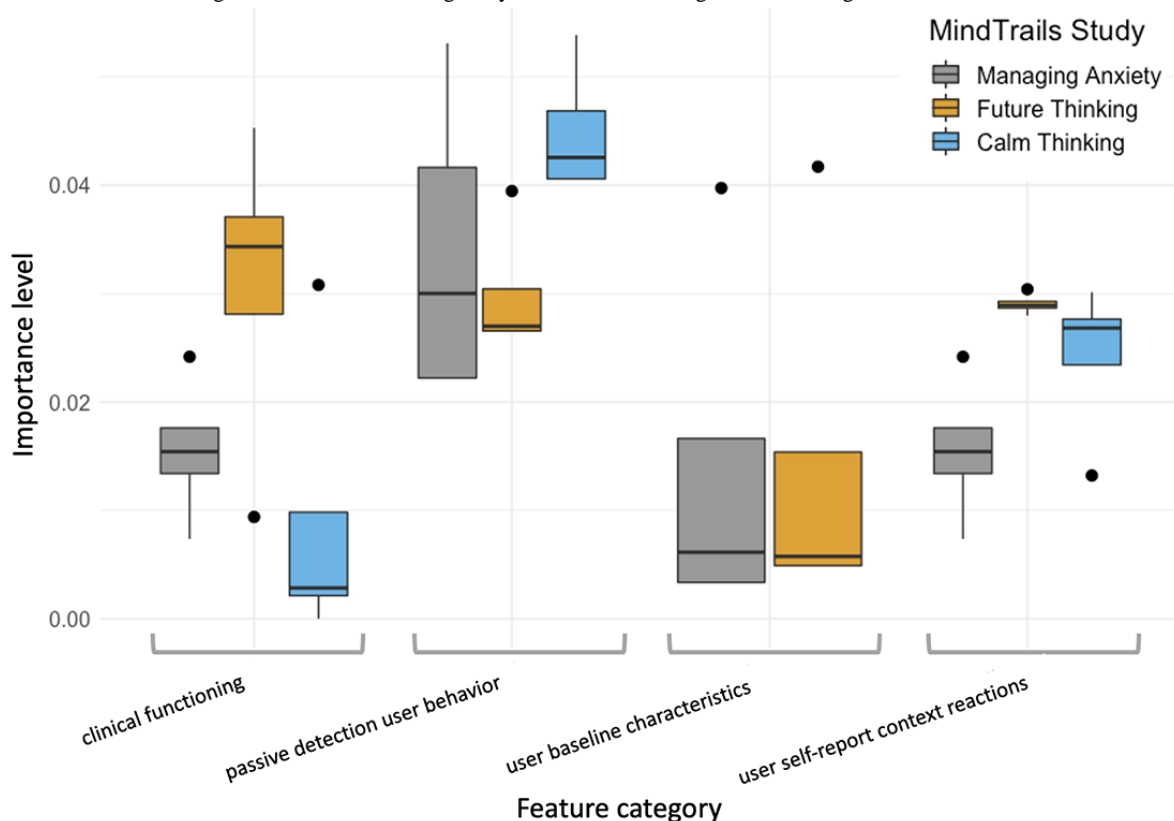 MindTrails Study
Managing Anxiety
Future Thinking
Calm Thinking
0.04
0.02
0.00
Importance level
clinical functioning
passive detection user behavior
user baseline characteristics
user self-report context reactions
Feature category